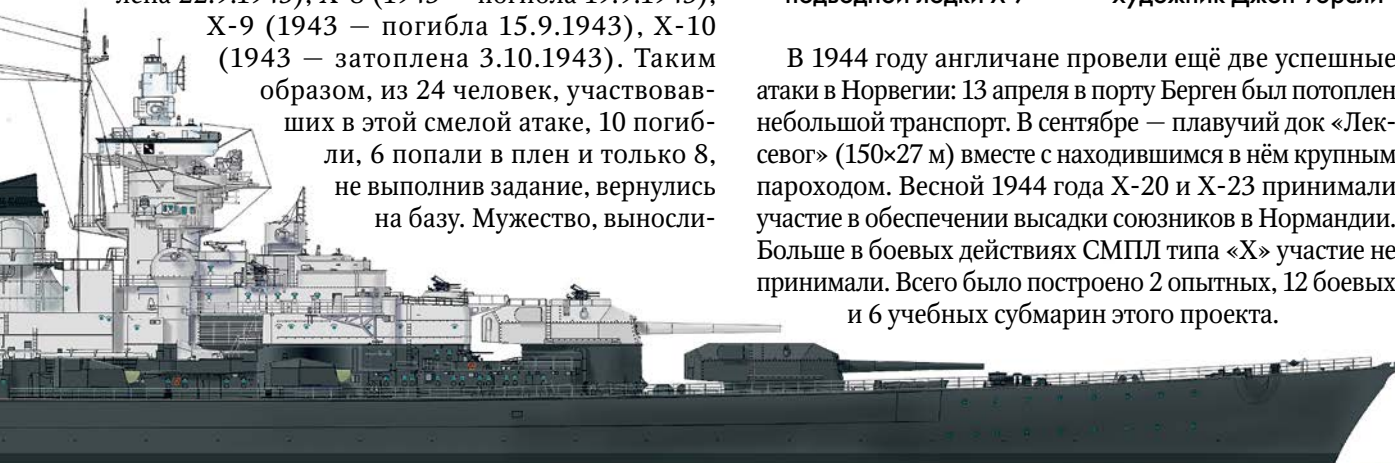 Х-9 (1943 — погибла 15.9.1943), Х-10
(1943 — затоплена 3.10.1943). Таким
образом, из 24 человек, участвовав-
ших в этой смелой атаке, 10 погиб-
ли, 6 попали в плен и только 8,
не выполнив задание, вернулись
на базу. Мужество, выносли-
В 1944 году англичане провели ещё две успешные
атаки в Норвегии: 13 апреля в порту Берген был потоплен
небольшой транспорт. В сентябре — плавучий док «Лек-
севог» (150×27 м) вместе с находившимся в нём крупным
пароходом. Весной 1944 года Х-20 и Х-23 принимали
участие в обеспечении высадки союзников в Нормандии.
Больше в боевых действиях СМПЛ типа «Х» участие не
принимали. Всего было построено 2 опытных, 12 боевых
и 6 учебных субмарин этого проекта.